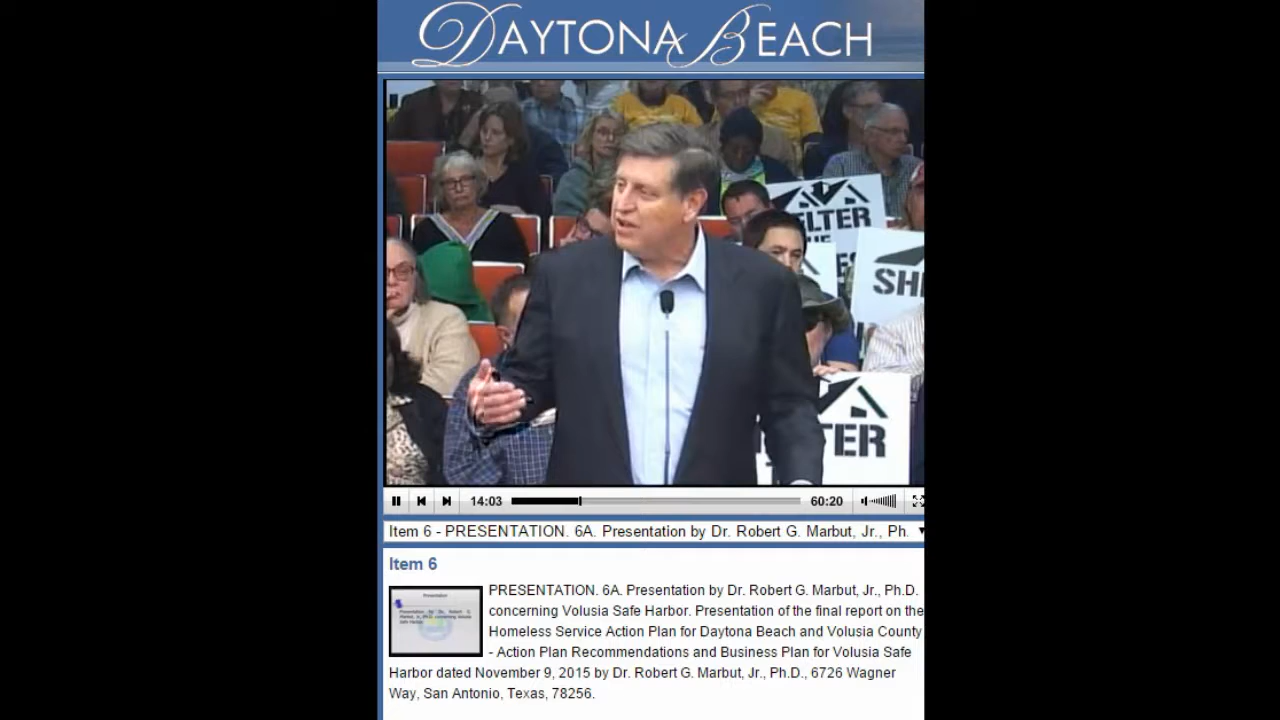 DAYTONA BEACH
ELTER
SH
TER
14:03 60:20
Item 6 - PRESENTATION. 6A. Presentation by Dr. Robert G. Marbut, Jr., Ph.
Item 6
PRESENTATION. 6A. Presentation by Dr. Robert G. Marbut, Jr., Ph.D.
concerning Volusia Safe Harbor. Presentation of the final report on the
Homeless Service Action Plan for Daytona Beach and Volusia County
- Action Plan Recommendations and Business Plan for Volusia Safe
Harbor dated November 9, 2015 by Dr. Robert G. Marbut, Jr., Ph.D., 6726 Wagner
Way, San Antonio, Texas, 78256.